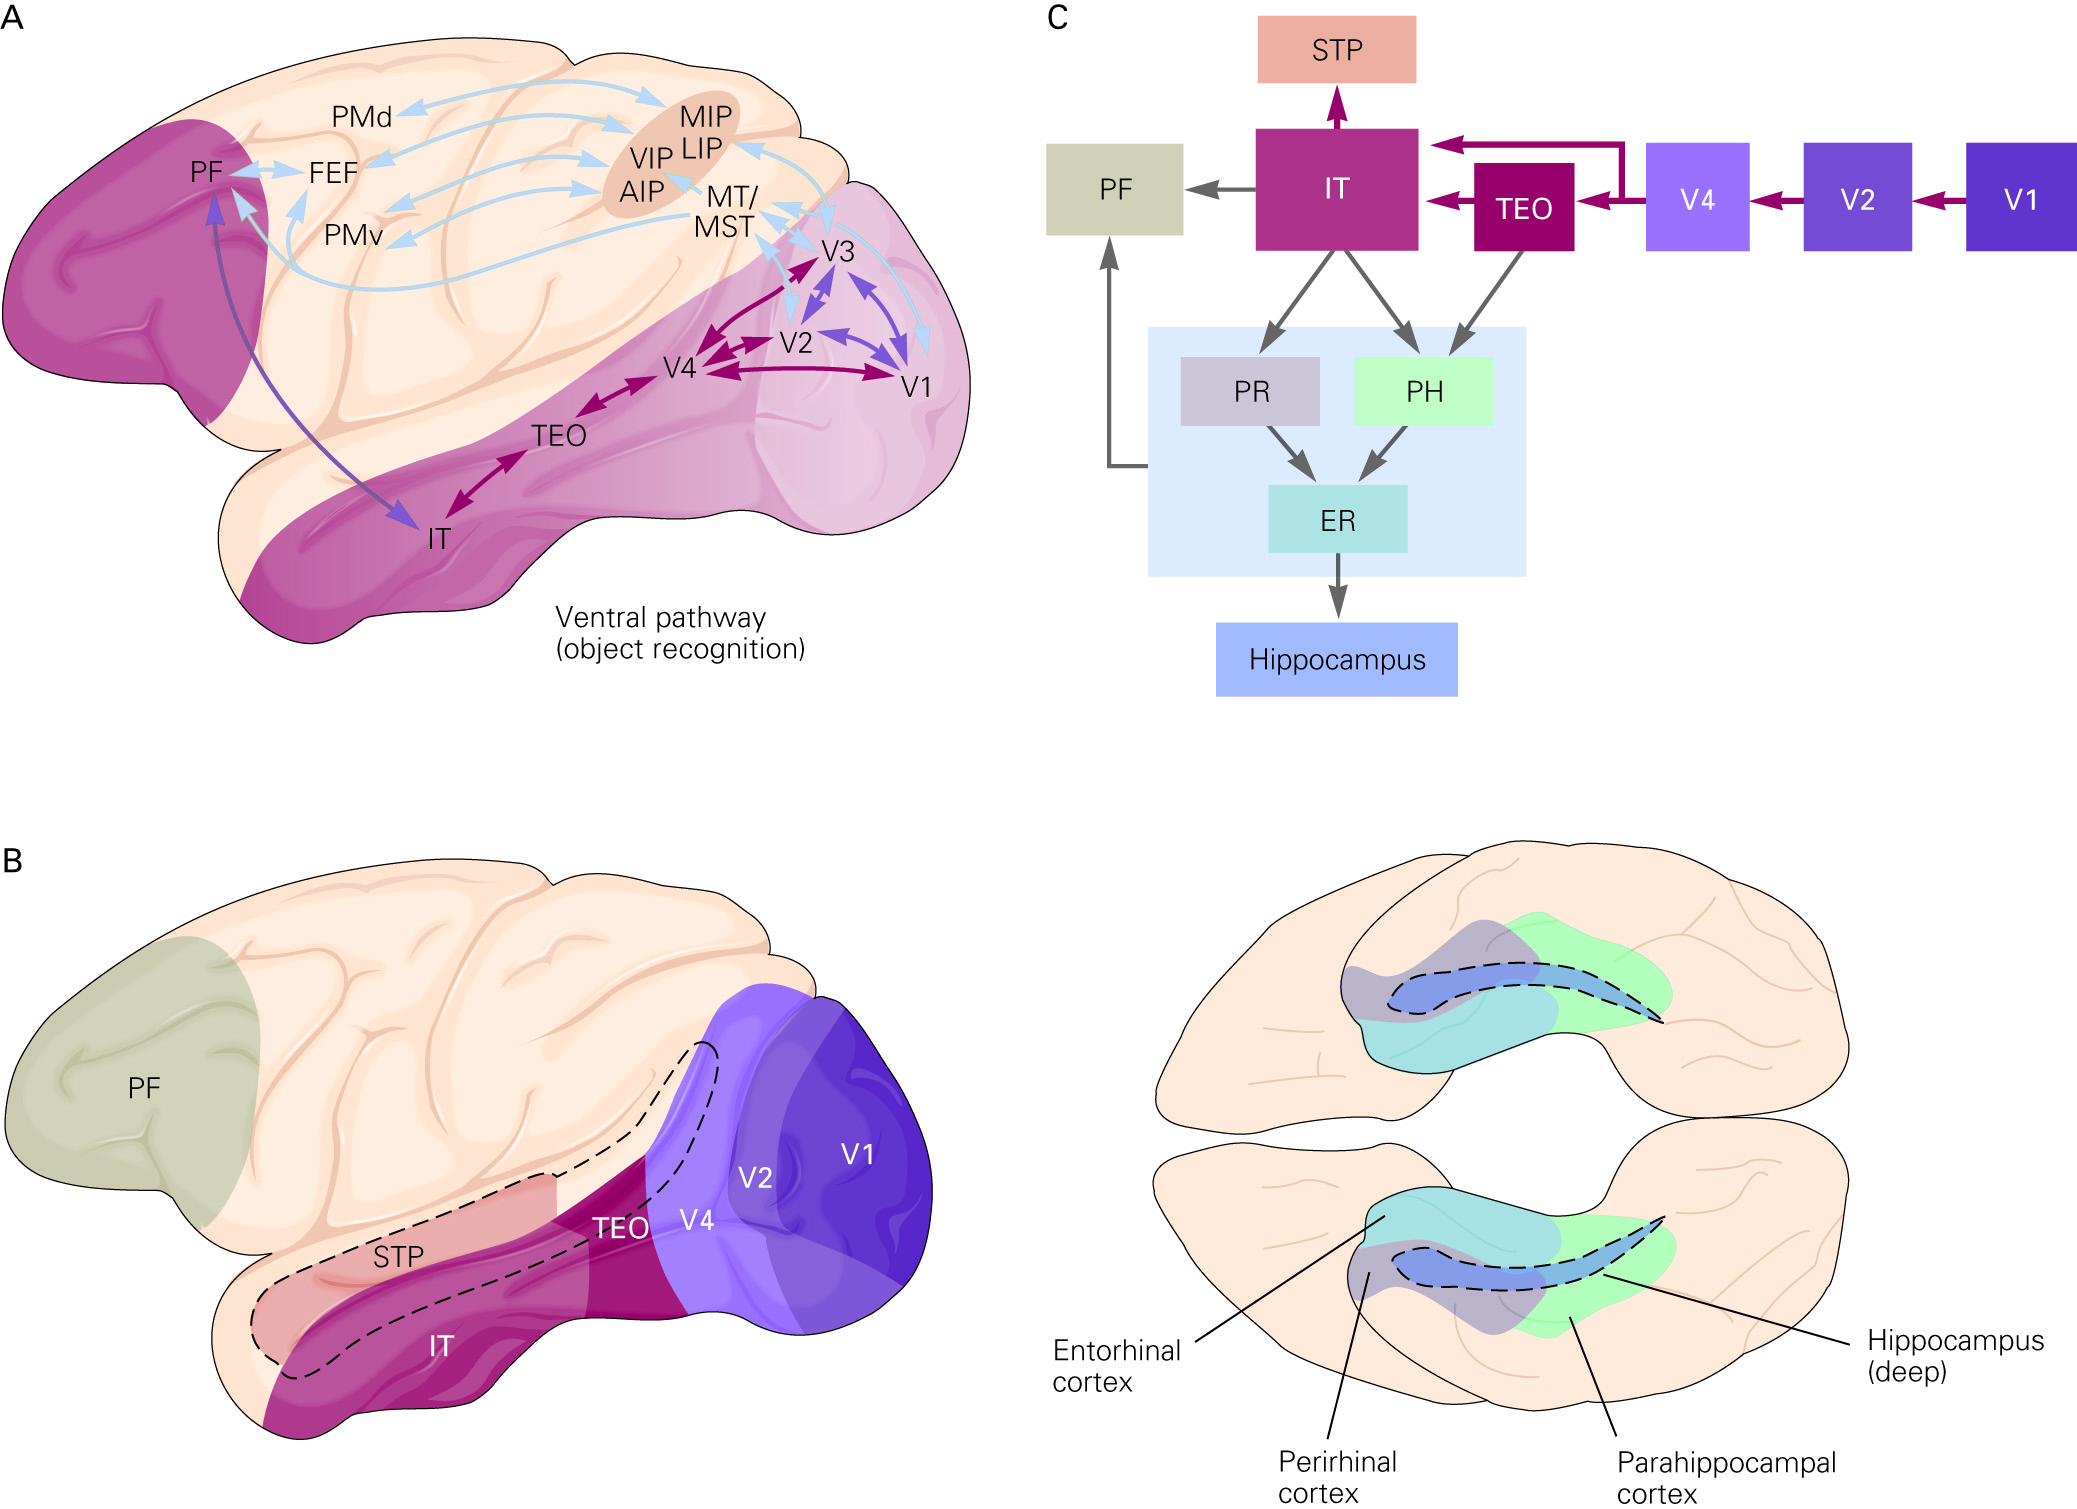 A
PMd
MIP
LIP
VIP
AIP
PF
FEF
PMv
MT/
MST
V3
V2
V4
V1
TEO
IT
Ventral pathway
(object recognition)
C
STP
PF
IT
TEO
V4
V2
V1
PR
PH
ER
Hippocampus
B
PF
V1
V2
V4
TEO
STP
IT
Entorhinal
cortex
Perirhinal
cortex
Parahippocampal
cortex
Hippocampus
(deep)